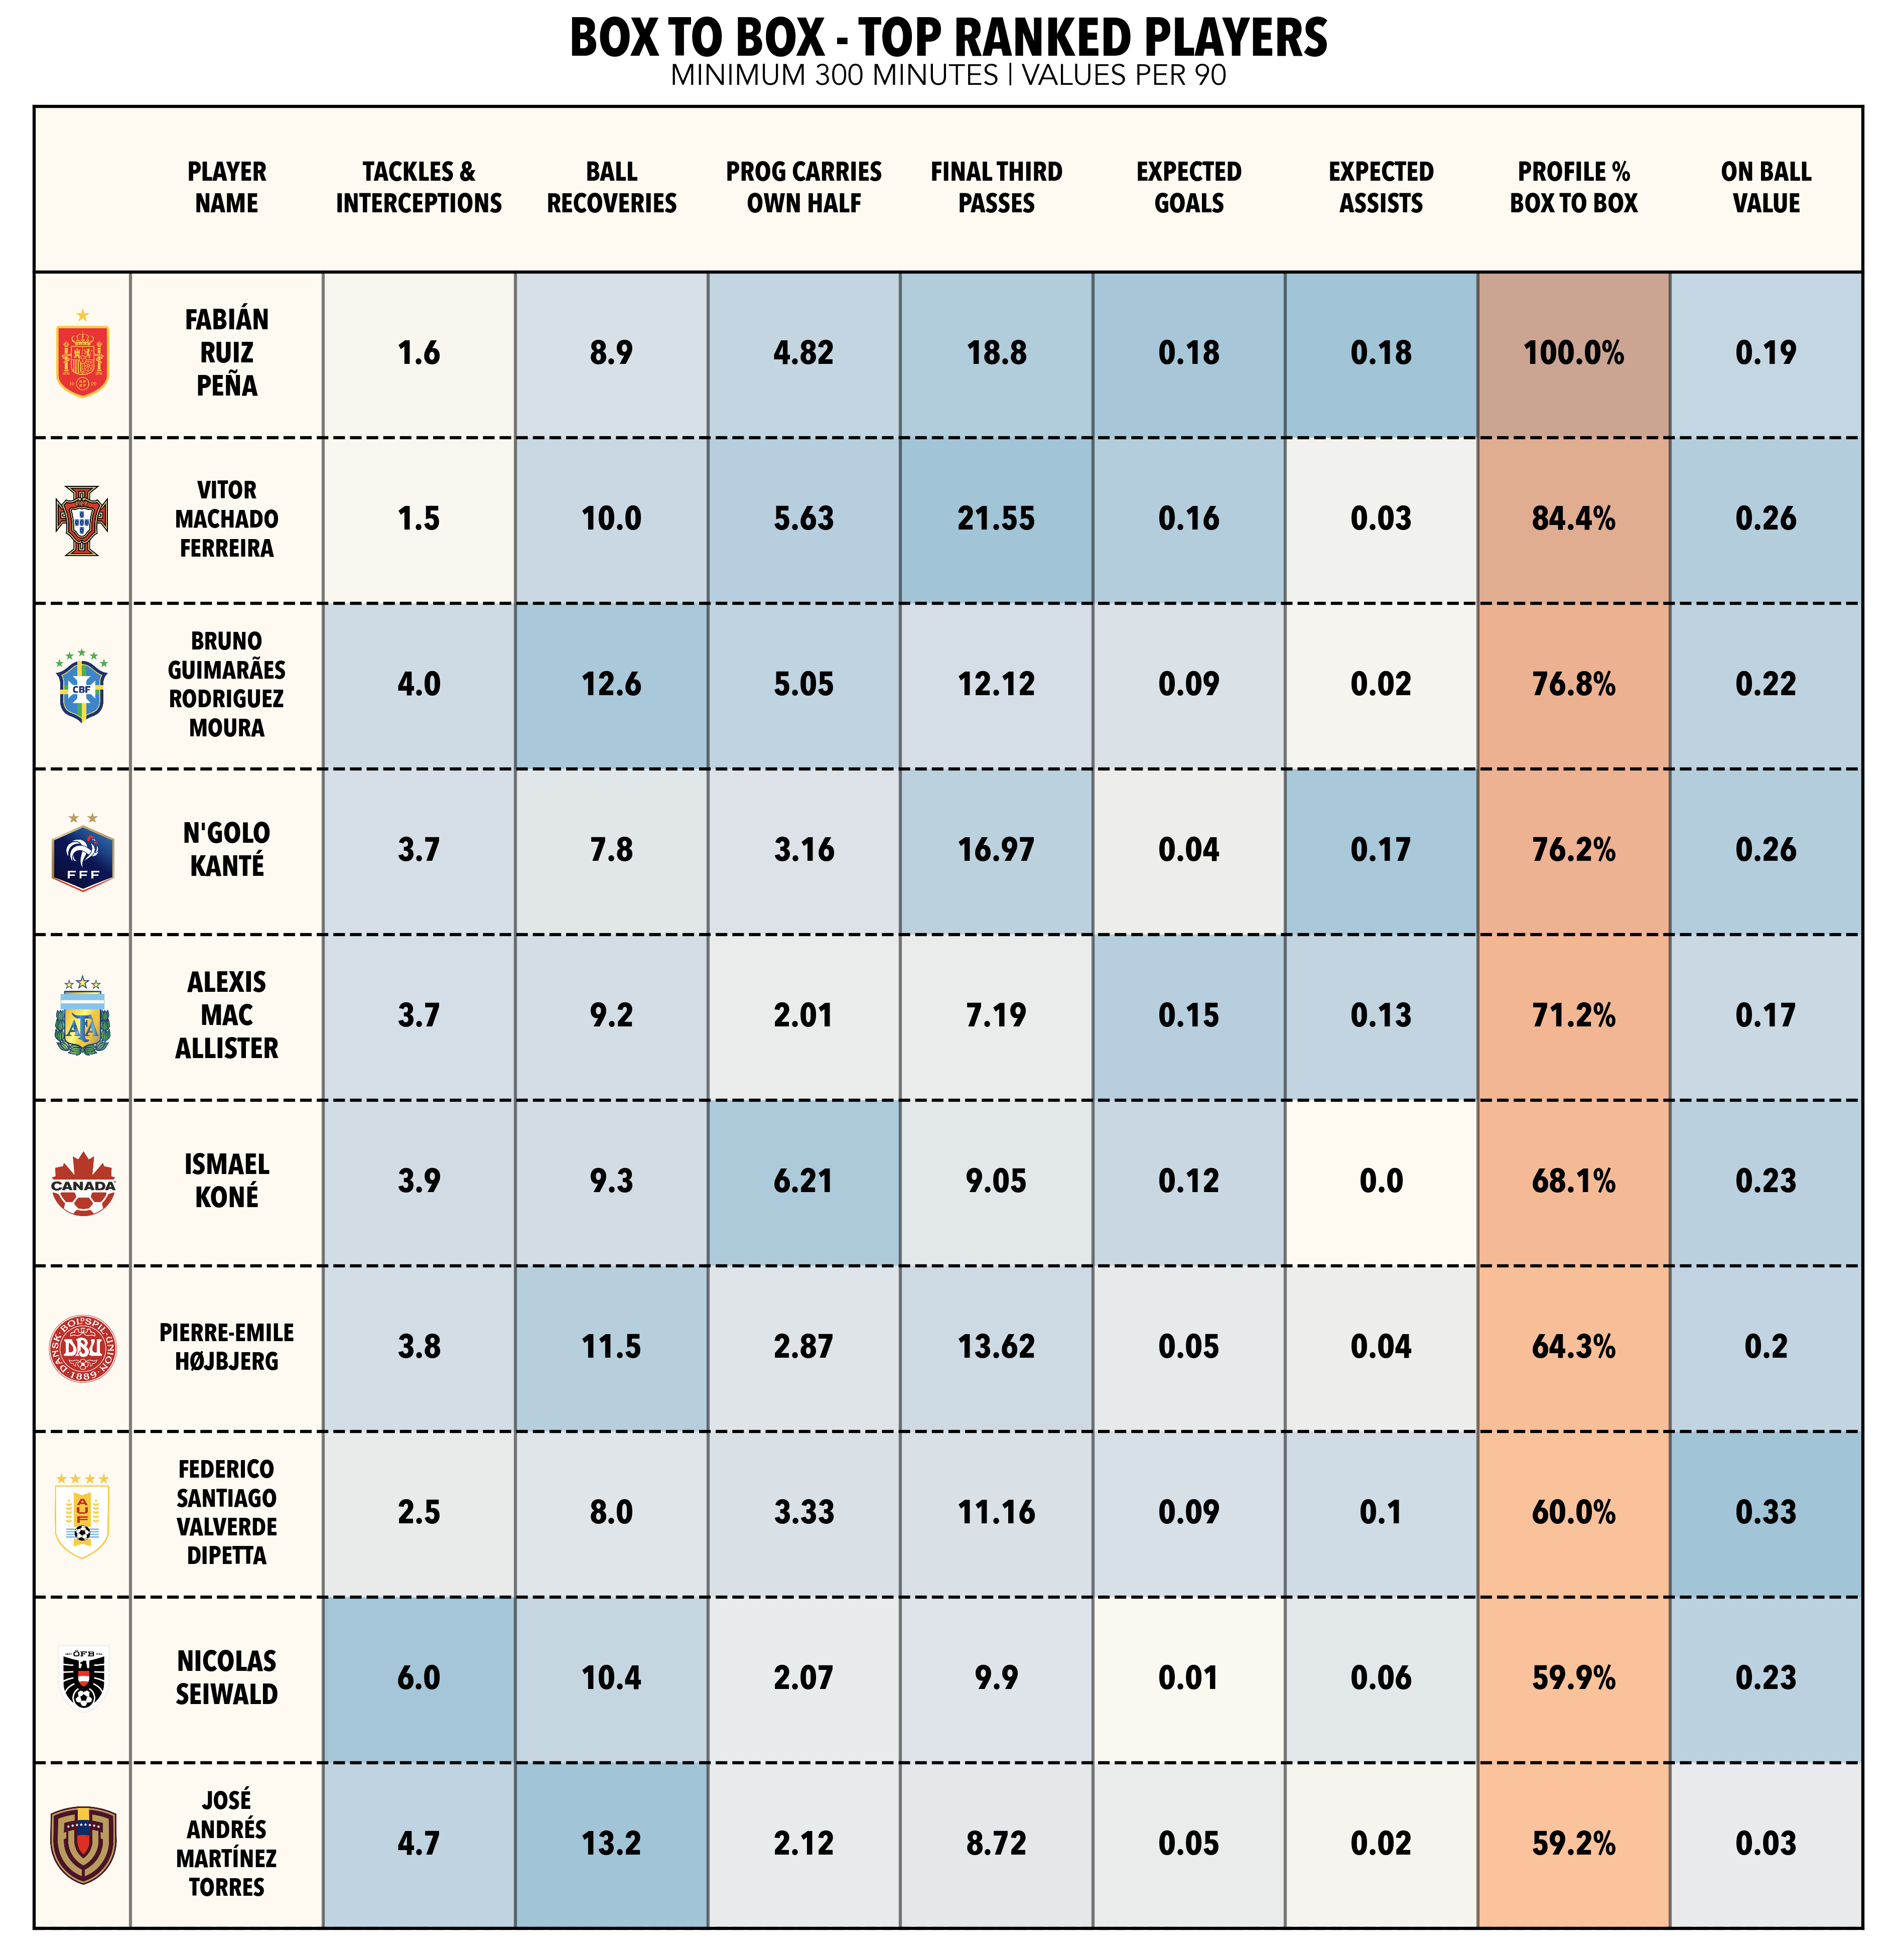 BOX TO BOX - TOP RANKED PLAYERS
MINIMUM 300 MINUTES | VALUES PER 90
PLAYER NAME TACKLES & INTERCEPTIONS BALL RECOVERIES PROG CARRIES OWN HALF FINAL THIRD PASSES EXPECTED GOALS EXPECTED ASSISTS PROFILE % BOX TO BOX ON BALL VALUE
FABIÁN RUIZ PEÑA 1.6 8.9 4.82 18.8 0.18 0.18 100.0% 0.19
VITOR MACHADO FERREIRA 1.5 10.0 5.63 21.55 0.16 0.03 84.4% 0.26
CBF BRUNO GUIMARÃES RODRIGUEZ MOURA 4.0 12.6 5.05 12.12 0.09 0.02 76.8% 0.22
FFF N'GOLO KANTÉ 3.7 7.8 3.16 16.97 0.04 0.17 76.2% 0.26
AFA ALEXIS MAC ALLISTER 3.7 9.2 2.01 7.19 0.15 0.13 71.2% 0.17
CANADA ISMAEL KONÉ 3.9 9.3 6.21 9.05 0.12 0.0 68.1% 0.23
DANSK BOLDSPIL-UNION DBU 1889 PIERRE-EMILE HØJBJERG 3.8 11.5 2.87 13.62 0.05 0.04 64.3% 0.2
AUF FEDERICO SANTIAGO VALVERDE DIPETTA 2.5 8.0 3.33 11.16 0.09 0.1 60.0% 0.33
ÖFB NICOLAS SEIWALD 6.0 10.4 2.07 9.9 0.01 0.06 59.9% 0.23
JOSÉ ANDRÉS MARTÍNEZ TORRES 4.7 13.2 2.12 8.72 0.05 0.02 59.2% 0.03